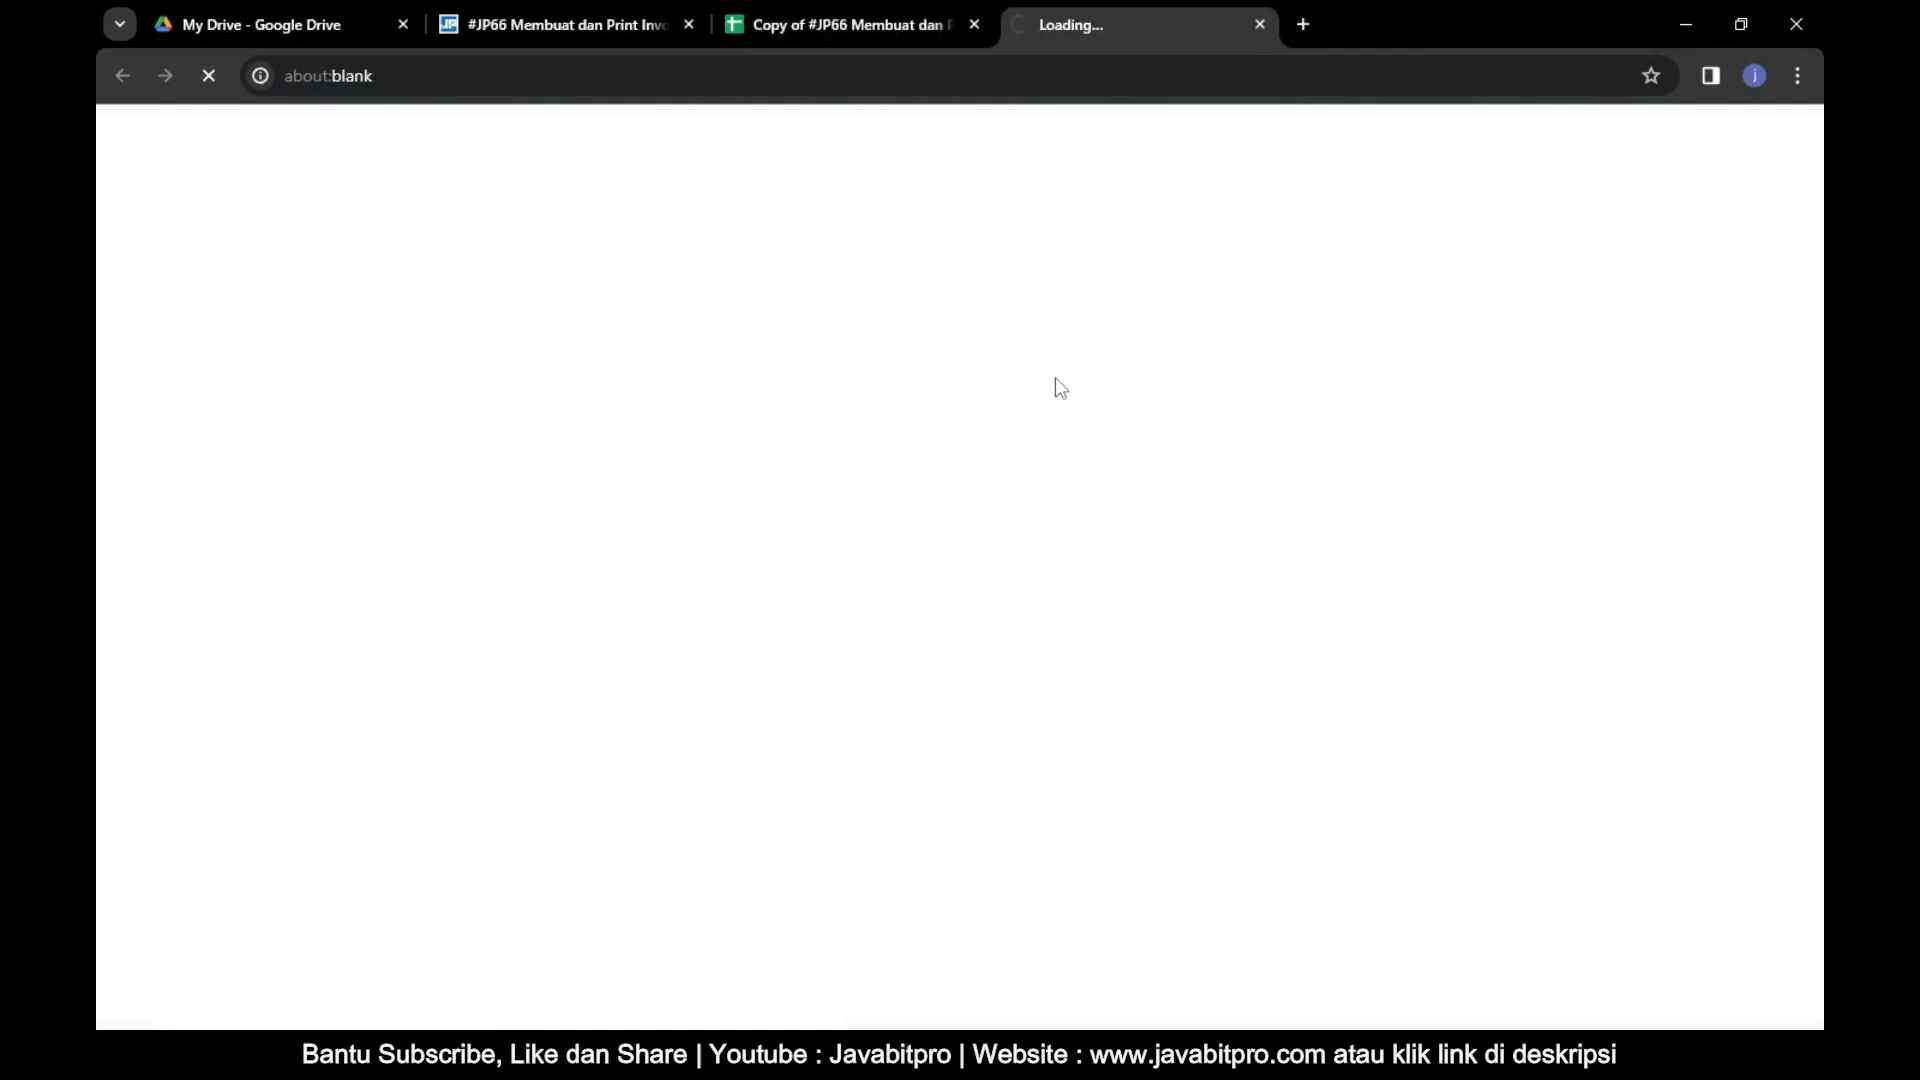 My Drive - Google Drive
#JP66 Membuat dan Print Invo
Copy of #JP66 Membuat dan P
Loading...
about:blank
j
Bantu Subscribe, Like dan Share | Youtube : Javabitpro | Website : www.javabitpro.com atau klik link di deskripsi